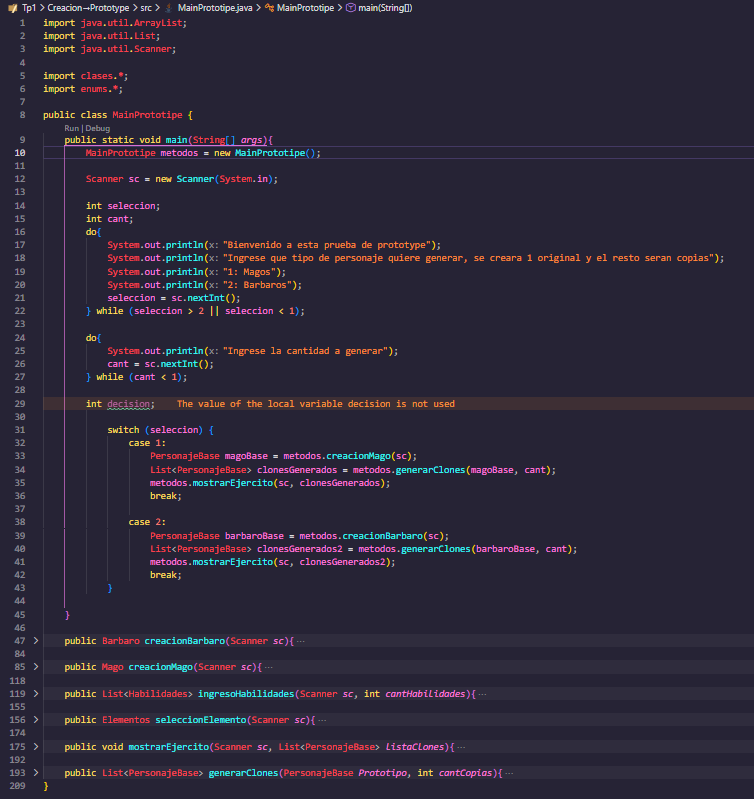 Tp1 > Creacion→Prototype > src > MainPrototipe.java > MainPrototipe > main(String[])
1 import java.util.ArrayList;
2 import java.util.List;
3 import java.util.Scanner;
4
5 import clases.*;
6 import enums.*;
7
8 public class MainPrototipe {
Run | Debug
9 public static void main(String[] args){
10 MainPrototipe metodos = new MainPrototipe();
11
12 Scanner sc = new Scanner(System.in);
13
14 int seleccion;
15 int cant;
16 do{
17 System.out.println(x: "Bienvenido a esta prueba de prototype");
18 System.out.println(x: "Ingrese que tipo de personaje quiere generar, se creara 1 original y el resto seran copias");
19 System.out.println(x: "1: Magos");
20 System.out.println(x: "2: Barbaros");
21 seleccion = sc.nextInt();
22 } while (seleccion > 2 || seleccion < 1);
23
24 do{
25 System.out.println(x: "Ingrese la cantidad a generar");
26 cant = sc.nextInt();
27 } while (cant < 1);
28
29 int decision; The value of the local variable decision is not used
30
31 switch (seleccion) {
32 case 1:
33 PersonajeBase magoBase = metodos.creacionMago(sc);
34 List<PersonajeBase> clonesGenerados = metodos.generarClones(magoBase, cant);
35 metodos.mostrarEjercito(sc, clonesGenerados);
36 break;
37
38 case 2:
39 PersonajeBase barbaroBase = metodos.creacionBarbaro(sc);
40 List<PersonajeBase> clonesGenerados2 = metodos.generarClones(barbaroBase, cant);
41 metodos.mostrarEjercito(sc, clonesGenerados2);
42 break;
43 }
44
45 }
46
47 > public Barbaro creacionBarbaro(Scanner sc){ ···
84
85 > public Mago creacionMago(Scanner sc){ ···
118
119 > public List<Habilidades> ingresoHabilidades(Scanner sc, int cantHabilidades){ ···
155
156 > public Elementos seleccionElemento(Scanner sc){ ···
174
175 > public void mostrarEjercito(Scanner sc, List<PersonajeBase> listaClones){ ···
192
193 > public List<PersonajeBase> generarClones(PersonajeBase Prototipo, int cantCopias){ ···
209 }